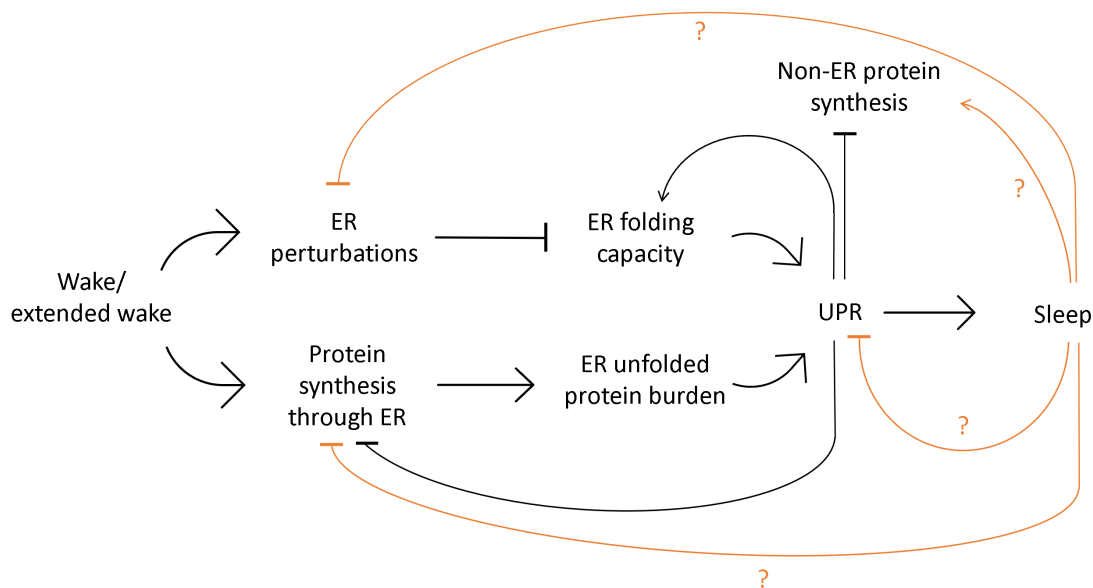 ?
Non-ER protein
synthesis
?
ER
perturbations
ER folding
capacity
Wake/
extended wake
UPR
Sleep
Protein
synthesis
through ER
ER unfolded
protein burden
?
?